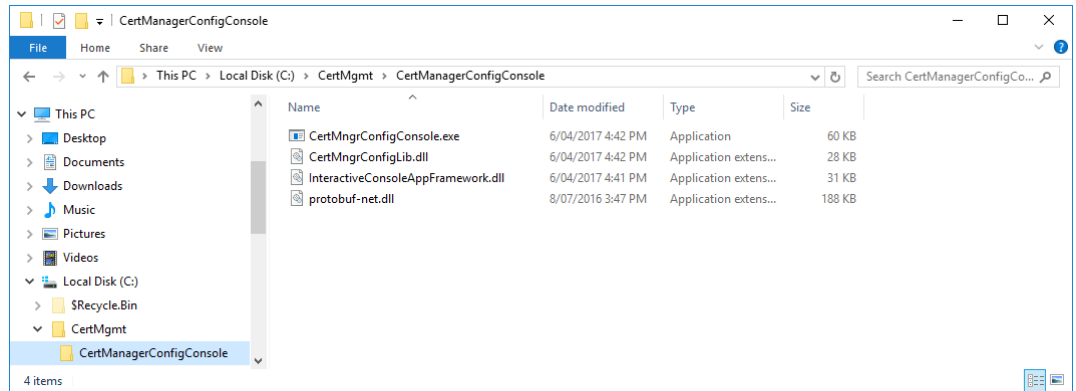 CertManagerConfigConsole
File Home Share View
This PC > Local Disk (C:) > CertMgmt > CertManagerConfigConsole
Search CertManagerConfigCo...
This PC
Desktop
Documents
Downloads
Music
Pictures
Videos
Local Disk (C:)
$Recycle.Bin
CertMgmt
CertManagerConfigConsole
Name Date modified Type Size
CertMngrConfigConsole.exe 6/04/2017 4:42 PM Application 60 KB
CertMngrConfigLib.dll 6/04/2017 4:42 PM Application extens... 28 KB
InteractiveConsoleAppFramework.dll 6/04/2017 4:41 PM Application extens... 31 KB
protobuf-net.dll 8/07/2016 3:47 PM Application extens... 188 KB
4 items